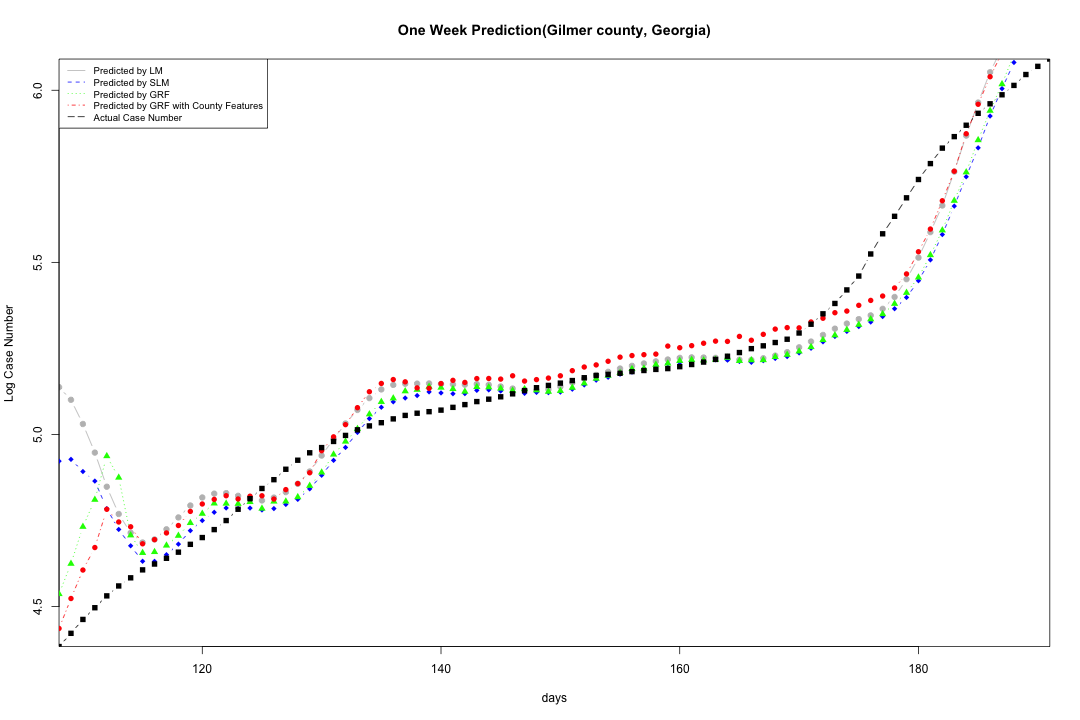 One Week Prediction(Gilmer county, Georgia)
Predicted by LM
Predicted by SLM
Predicted by GRF
Predicted by GRF with County Features
Actual Case Number
6.0
5.5
5.0
4.5
Log Case Number
120
140
160
180
days